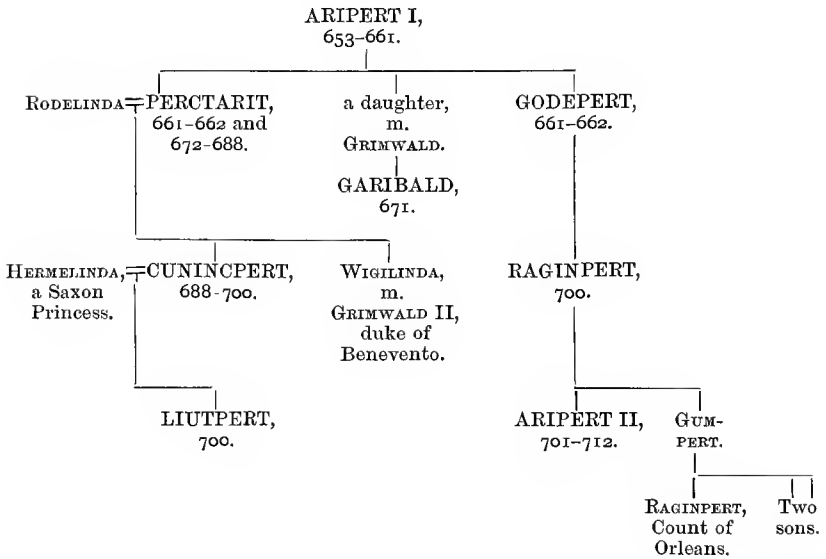 ARIPERT I,
653-661.
RODELINDA PERCTARIT,
661-662 and
672-688.
a daughter,
m.
GRIMWALD.
GARIBALD,
671.
GODEPERT,
661-662.
HERMELINDA,
a Saxon
Princess.
CUNINCPERT,
688-700.
WIGILINDA,
m.
GRIMWALD II,
duke of
Benevento.
RAGINPERT,
700.
LIUTPERT,
700.
ARIPERT II,
701-712.
GUM-
PERT.
RAGINPERT,
Count of
Orleans.
Two
sons.